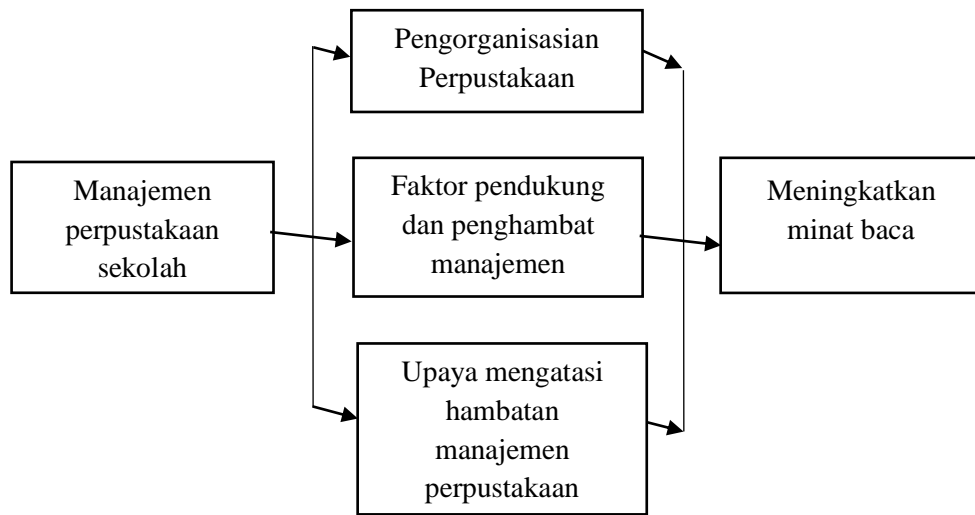 Pengorganisasian
Perpustakaan
Manajemen
perpustakaan
sekolah
Faktor pendukung
dan penghambat
manajemen
Meningkatkan
minat baca
Upaya mengatasi
hambatan
manajemen
perpustakaan